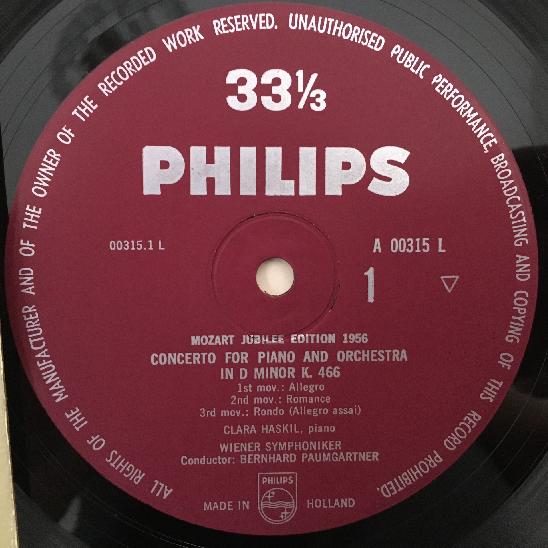 ALL RIGHTS OF THE MANUFACTURER AND OF THE OWNER OF THE RECORDED WORK RESERVED. UNAUTHORISED PUBLIC PERFORMANCE, BROADCASTING AND COPYING OF THIS RECORD PROHIBITED.
33⅓
PHILIPS
00315.1 L
A 00315 L
1
MOZART JUBILEE EDITION 1956
CONCERTO FOR PIANO AND ORCHESTRA
IN D MINOR K. 466
1st mov.: Allegro
2nd mov.: Romance
3rd mov.: Rondo (Allegro assai)
CLARA HASKIL, piano
WIENER SYMPHONIKER
Conductor: BERNHARD PAUMGARTNER
PHILIPS
MADE IN HOLLAND